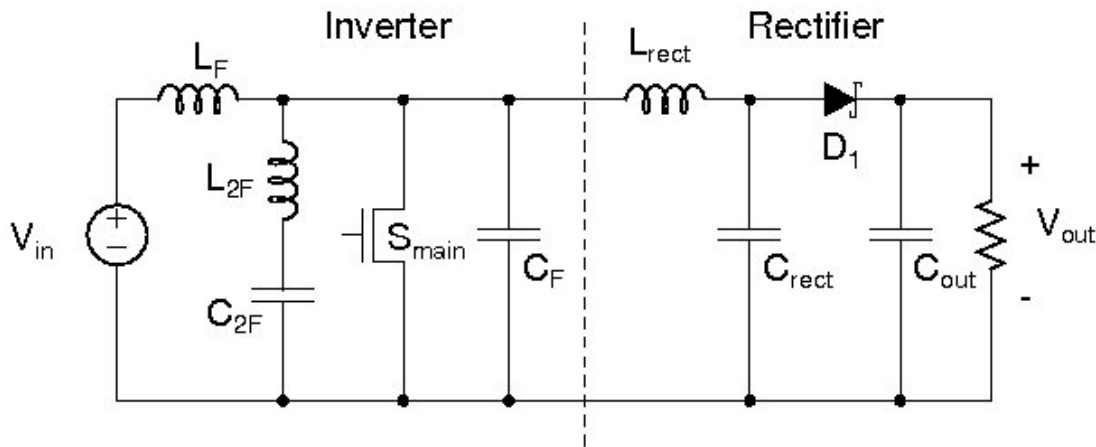 Inverter
Rectifier
L_F
L_rect
L_2F
D_1
+
+
−
V_in
S_main
V_out
C_F
C_rect
C_out
C_2F
-